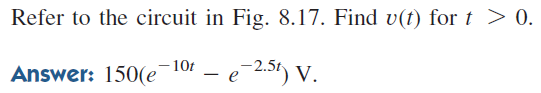 Refer to the circuit in Fig. 8.17. Find v(t) for t > 0.
Answer: 150(e⁻¹⁰ᵗ − e⁻²·⁵ᵗ) V.